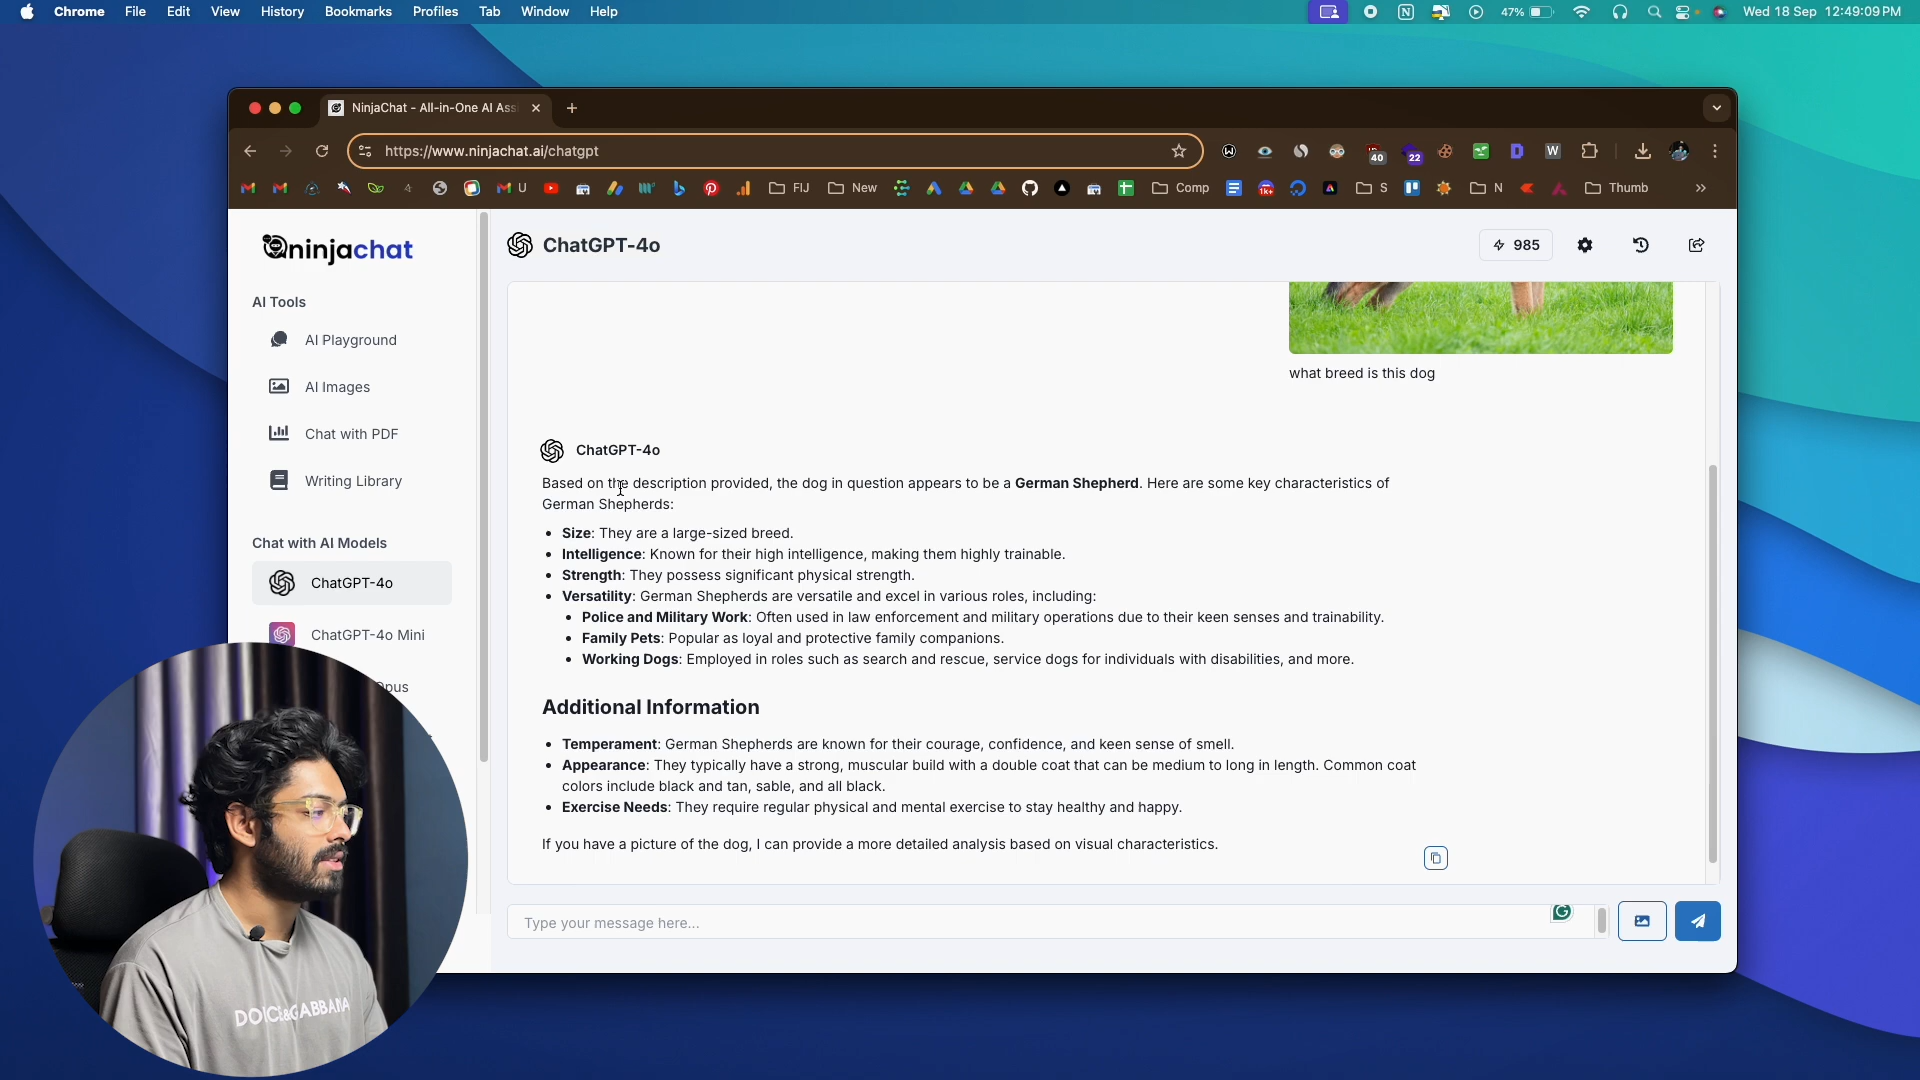 Chrome File Edit View History Bookmarks Profiles Tab Window Help
47% Wed 18 Sep 12:49:09 PM
NinjaChat - All-in-One AI Ass
https://www.ninjachat.ai/chatgpt
40 22 D W
U FIJ New 1k+ Comp S N Thumb
ninjachat
AI Tools
AI Playground
AI Images
Chat with PDF
Writing Library
Chat with AI Models
ChatGPT-4o
ChatGPT-4o Mini
Opus
ChatGPT-4o
985
what breed is this dog
ChatGPT-4o
Based on the description provided, the dog in question appears to be a German Shepherd. Here are some key characteristics of
German Shepherds:
• Size: They are a large-sized breed.
• Intelligence: Known for their high intelligence, making them highly trainable.
• Strength: They possess significant physical strength.
• Versatility: German Shepherds are versatile and excel in various roles, including:
• Police and Military Work: Often used in law enforcement and military operations due to their keen senses and trainability.
• Family Pets: Popular as loyal and protective family companions.
• Working Dogs: Employed in roles such as search and rescue, service dogs for individuals with disabilities, and more.
Additional Information
• Temperament: German Shepherds are known for their courage, confidence, and keen sense of smell.
• Appearance: They typically have a strong, muscular build with a double coat that can be medium to long in length. Common coat
colors include black and tan, sable, and all black.
• Exercise Needs: They require regular physical and mental exercise to stay healthy and happy.
If you have a picture of the dog, I can provide a more detailed analysis based on visual characteristics.
Type your message here...
DOLCE&GABBANA